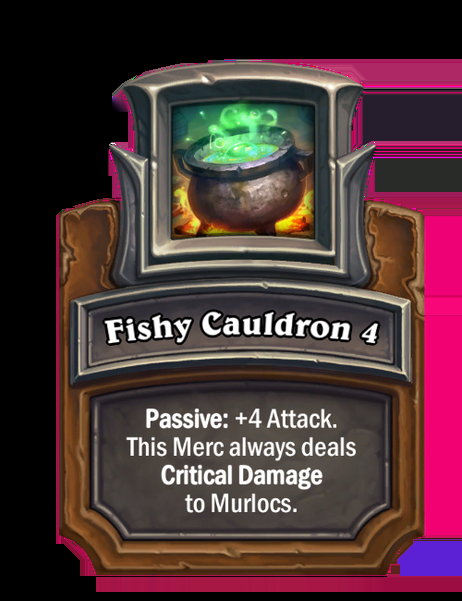 Fishy Cauldron 4
Passive: +4 Attack.
This Merc always deals
Critical Damage
to Murlocs.